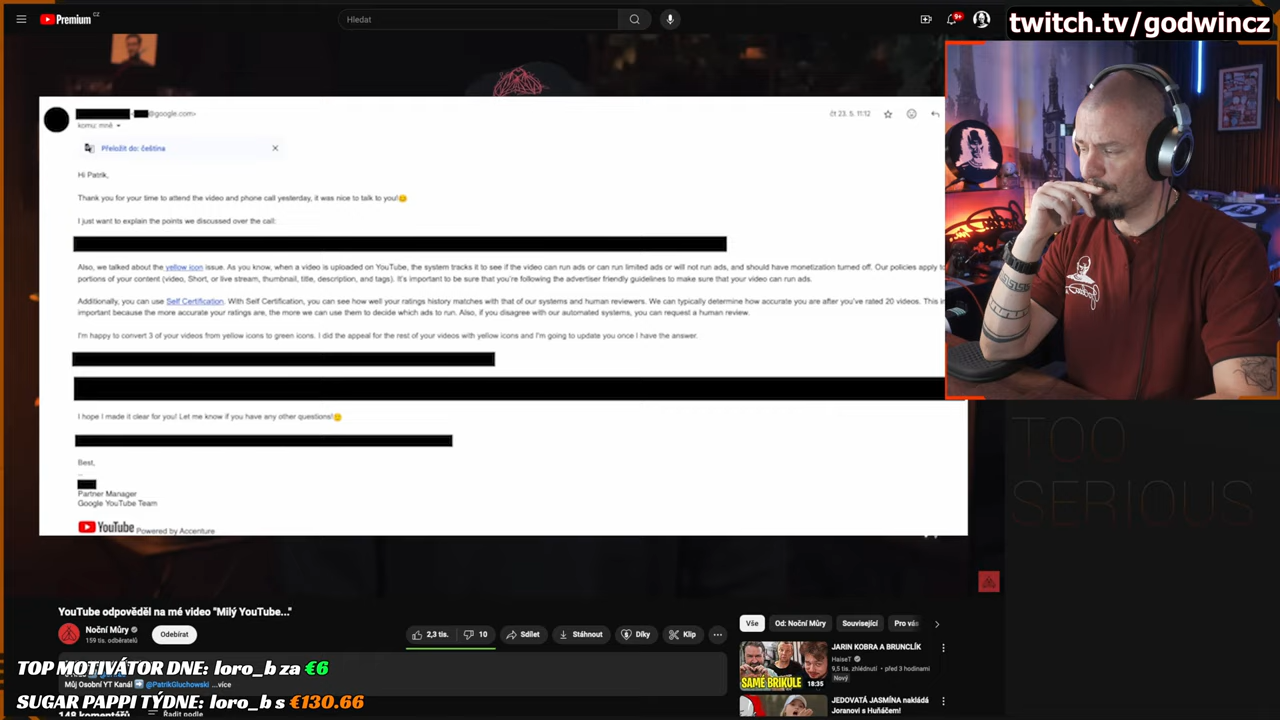 Premium CZ
Hledat
9+
twitch.tv/godwincz
@google.com>
komu: mně
čt 23. 5. 11:12
Přeložit do: čeština
Hi Patrik,
Thank you for your time to attend the video and phone call yesterday, it was nice to talk to you!😊
I just want to explain the points we discussed over the call:
Also, we talked about the yellow icon issue. As you know, when a video is uploaded on YouTube, the system tracks it to see if the video can run ads or can run limited ads or will not run ads, and should have monetization turned off. Our policies apply to
portions of your content (video, Short, or live stream, thumbnail, title, description, and tags). It's important to be sure that you're following the advertiser friendly guidelines to make sure that your video can run ads.
Additionally, you can use Self Certification. With Self Certification, you can see how well your ratings history matches with that of our systems and human reviewers. We can typically determine how accurate you are after you've rated 20 videos. This in
important because the more accurate your ratings are, the more we can use them to decide which ads to run. Also, if you disagree with our automated systems, you can request a human review.
I'm happy to convert 3 of your videos from yellow icons to green icons. I did the appeal for the rest of your videos with yellow icons and I'm going to update you once I have the answer.
I hope I made it clear for you! Let me know if you have any other questions!🙂
Best,
--
Partner Manager
Google YouTube Team
YouTube Powered by Accenture
TOO
SERIOUS
YouTube odpověděl na mé video "Milý YouTube..."
Noční Můry
159 tis. odběratelů
Odebírat
2,3 tis.
10
Sdílet
Stáhnout
Díky
Klip
Vše
Od: Noční Můry
Související
Pro vás
JARIN KOBRA A BRUNCLÍK
HaiseT
9,5 tis. zhlédnutí • před 3 hodinami
Nový
SAMÉ BRIKULE
18:35
JEDOVATÁ JASMÍNA nakládá
Joranovi s Huňáčem!
TOP MOTIVÁTOR DNE: loro_b za €6
Můj Osobní YT Kanál @PatrikGluchowski ...více
SUGAR PAPPI TÝDNE: loro_b s €130.66
148 komentářů
Řadit podle